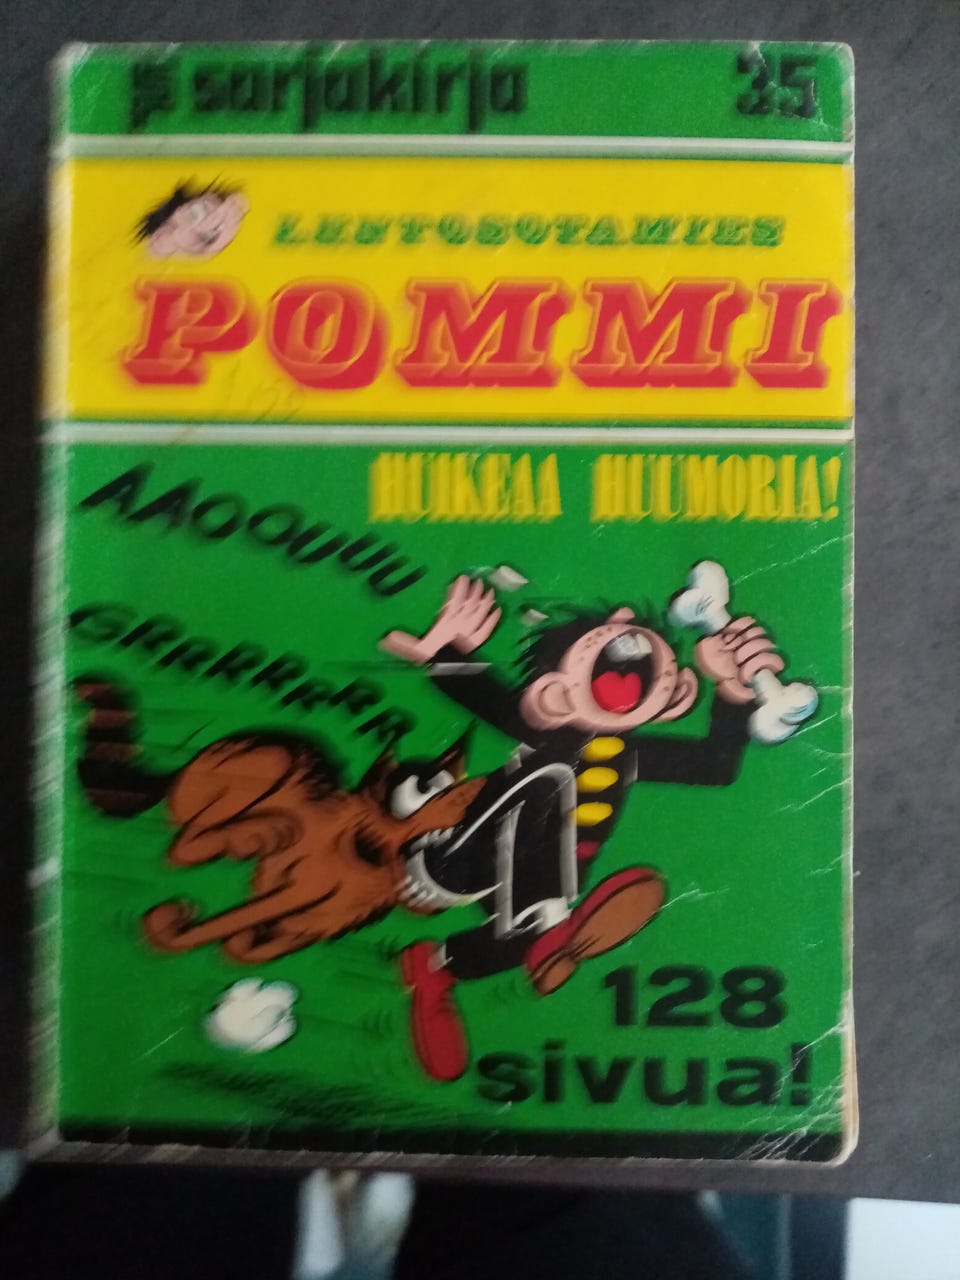 sarjakirja 35
LENTOSOTAMIES
POMMI
HUIKEAA HUUMORIA!
AAOOUUU
GRRRRRRR
128
sivua!